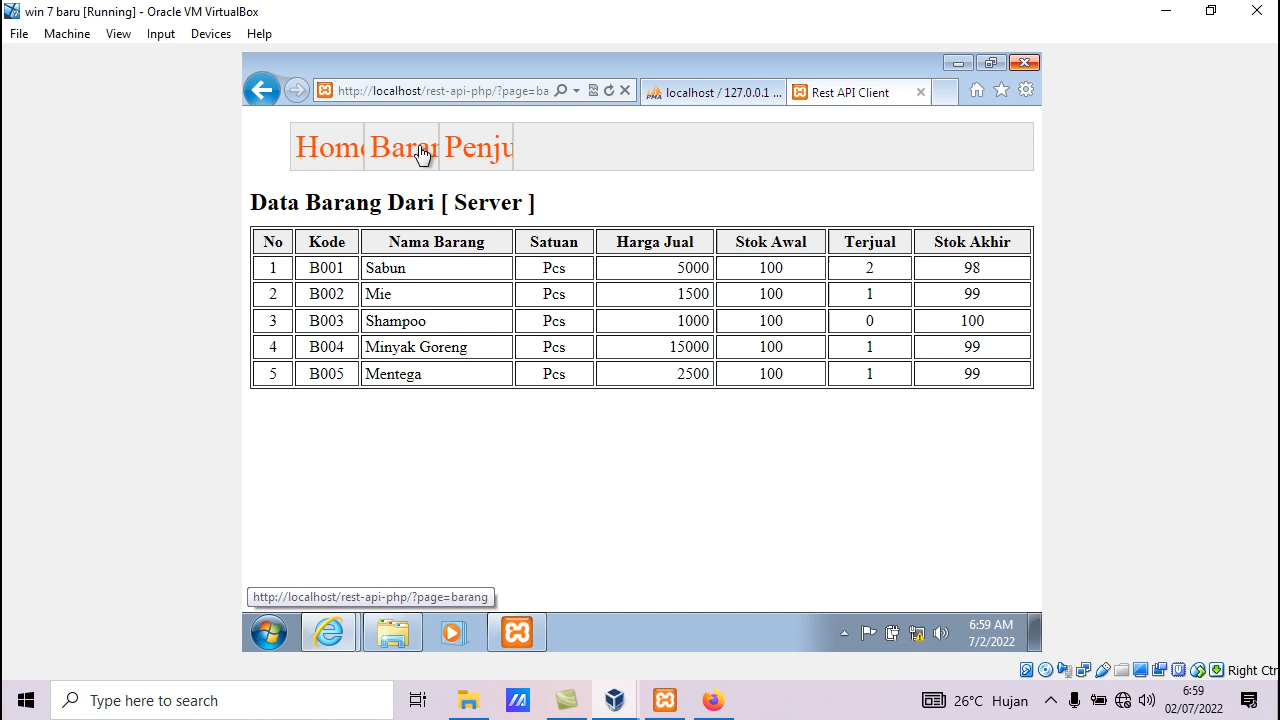 win 7 baru [Running] - Oracle VM VirtualBox
File Machine View Input Devices Help
http://localhost/rest-api-php/?page=ba
localhost / 127.0.0.1 ...
Rest API Client
Home Baran Penju
Data Barang Dari [ Server ]
No Kode Nama Barang Satuan Harga Jual Stok Awal Terjual Stok Akhir
1 B001 Sabun Pcs 5000 100 2 98
2 B002 Mie Pcs 1500 100 1 99
3 B003 Shampoo Pcs 1000 100 0 100
4 B004 Minyak Goreng Pcs 15000 100 1 99
5 B005 Mentega Pcs 2500 100 1 99
http://localhost/rest-api-php/?page=barang
6:59 AM
7/2/2022
Right Ctr
Type here to search
26°C Hujan
6:59
02/07/2022